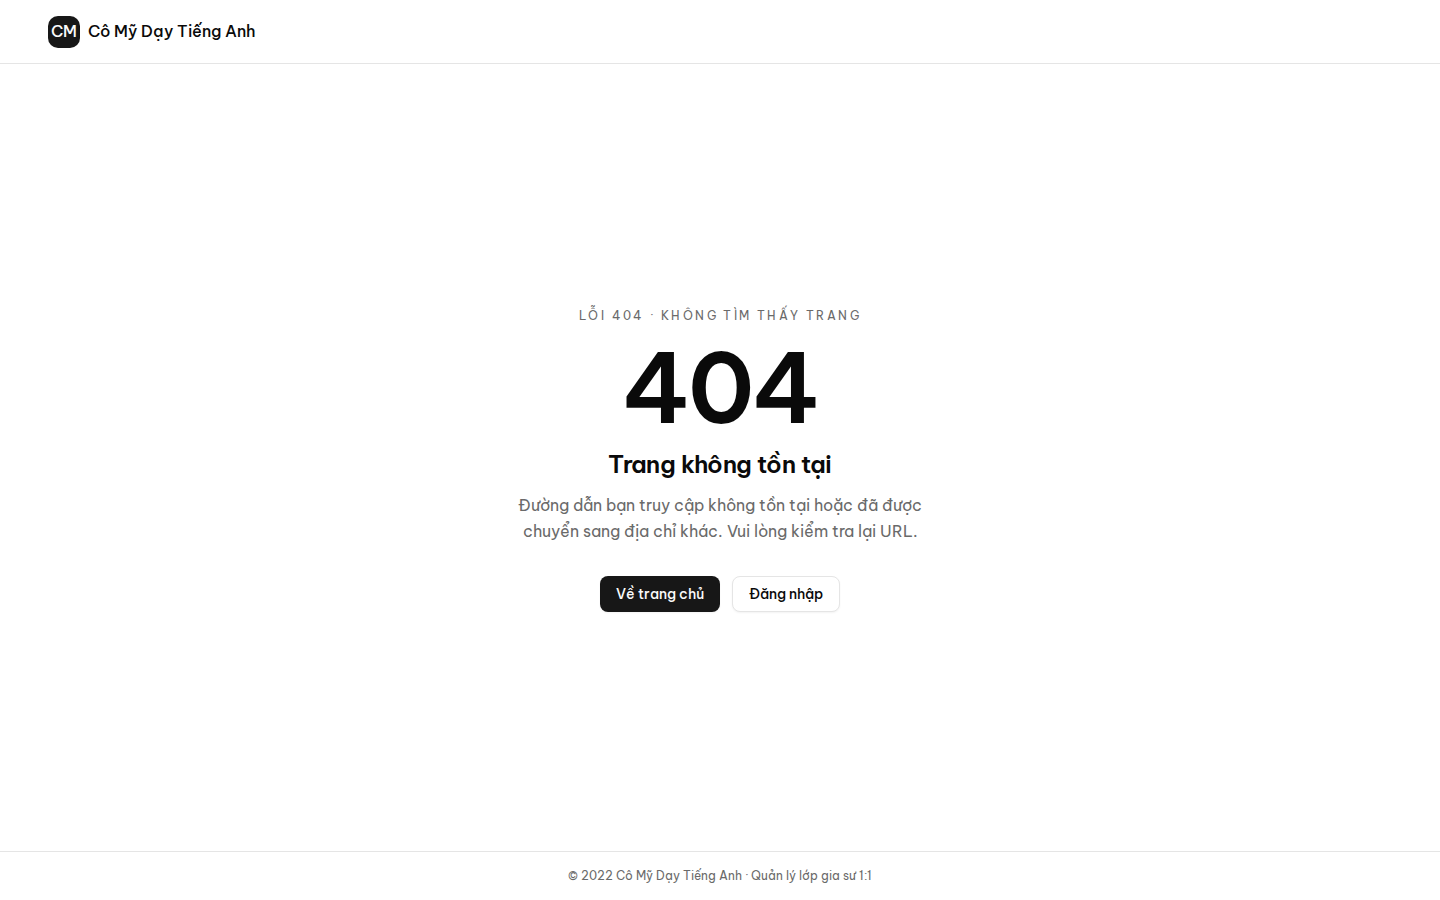 CM Cô Mỹ Dạy Tiếng Anh
LỖI 404 · KHÔNG TÌM THẤY TRANG
404
Trang không tồn tại
Đường dẫn bạn truy cập không tồn tại hoặc đã được
chuyển sang địa chỉ khác. Vui lòng kiểm tra lại URL.
Về trang chủ Đăng nhập
© 2022 Cô Mỹ Dạy Tiếng Anh · Quản lý lớp gia sư 1:1